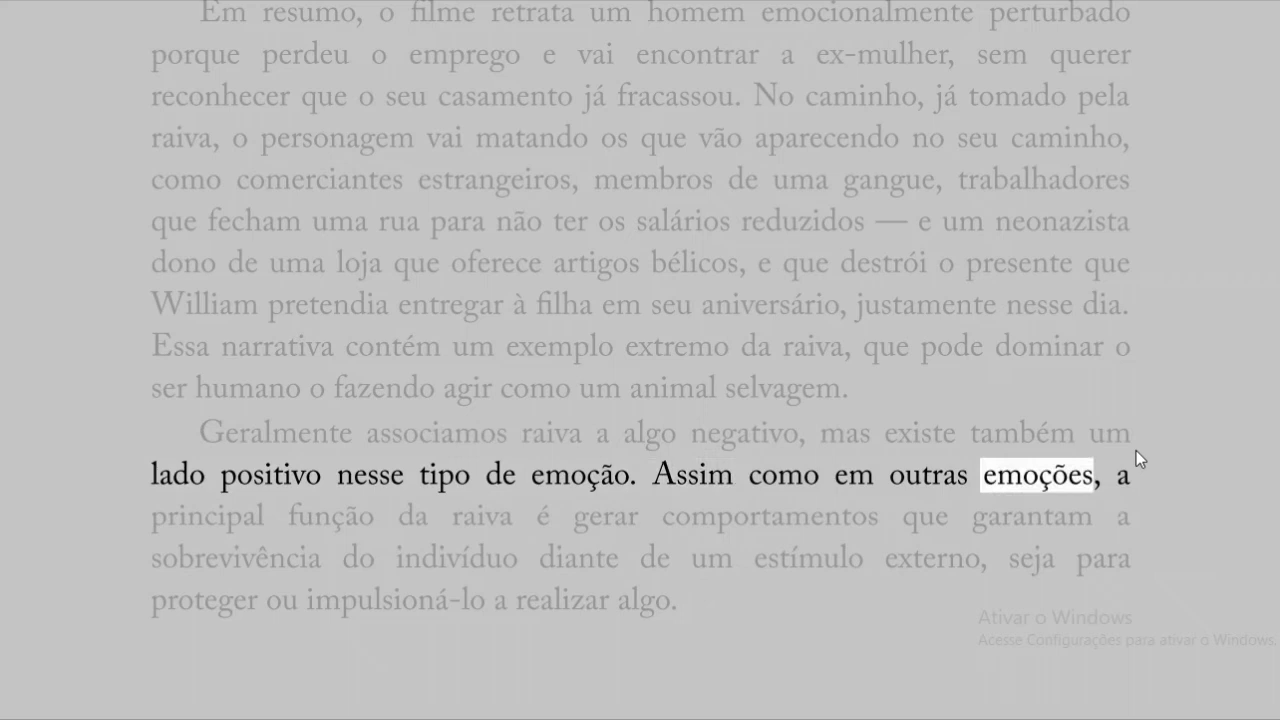 Em resumo, o filme retrata um homem emocionalmente perturbado
porque perdeu o emprego e vai encontrar a ex-mulher, sem querer
reconhecer que o seu casamento já fracassou. No caminho, já tomado pela
raiva, o personagem vai matando os que vão aparecendo no seu caminho,
como comerciantes estrangeiros, membros de uma gangue, trabalhadores
que fecham uma rua para não ter os salários reduzidos — e um neonazista
dono de uma loja que oferece artigos bélicos, e que destrói o presente que
William pretendia entregar à filha em seu aniversário, justamente nesse dia.
Essa narrativa contém um exemplo extremo da raiva, que pode dominar o
ser humano o fazendo agir como um animal selvagem.
Geralmente associamos raiva a algo negativo, mas existe também um
lado positivo nesse tipo de emoção. Assim como em outras emoções, a
principal função da raiva é gerar comportamentos que garantam a
sobrevivência do indivíduo diante de um estímulo externo, seja para
proteger ou impulsioná-lo a realizar algo.
Ativar o Windows
Acesse Configurações para ativar o Windows.